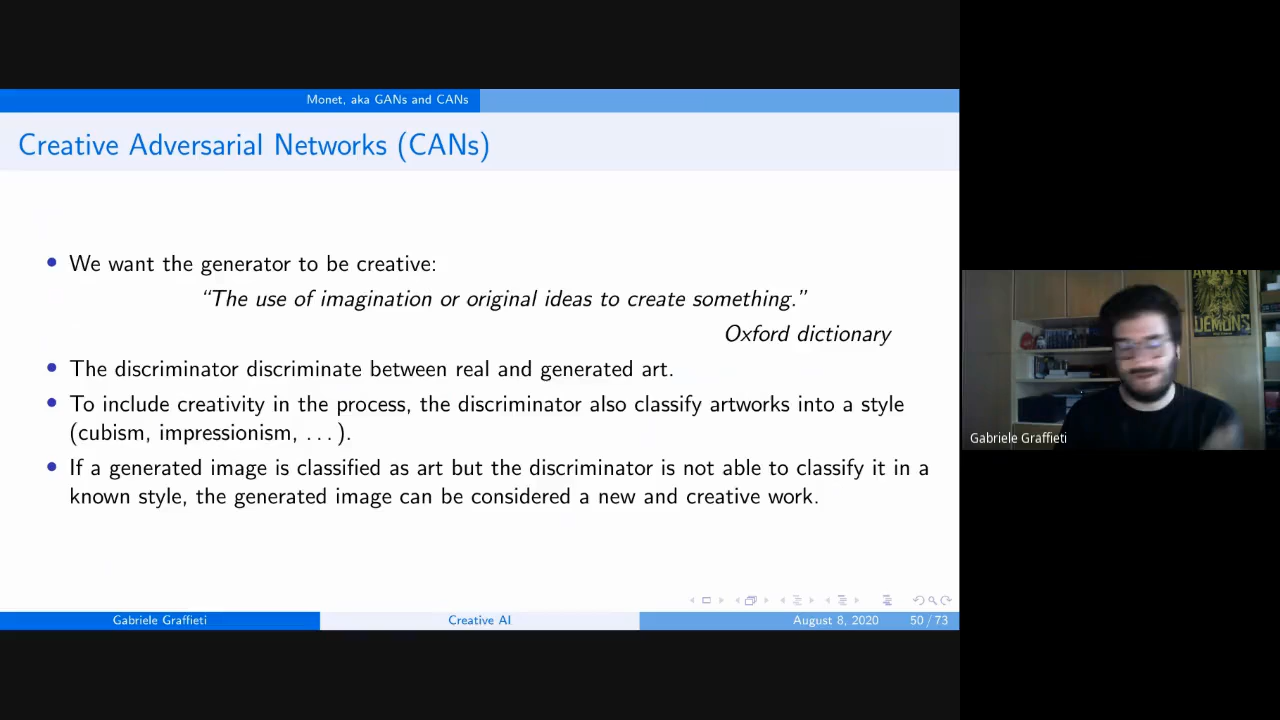 Monet, aka GANs and CANs
Creative Adversarial Networks (CANs)
• We want the generator to be creative:
“The use of imagination or original ideas to create something.”
Oxford dictionary
• The discriminator discriminate between real and generated art.
• To include creativity in the process, the discriminator also classify artworks into a style
(cubism, impressionism, . . . ).
• If a generated image is classified as art but the discriminator is not able to classify it in a
known style, the generated image can be considered a new and creative work.
Gabriele Graffieti
Creative AI
August 8, 2020
50 / 73
DEMONS
Gabriele Graffieti